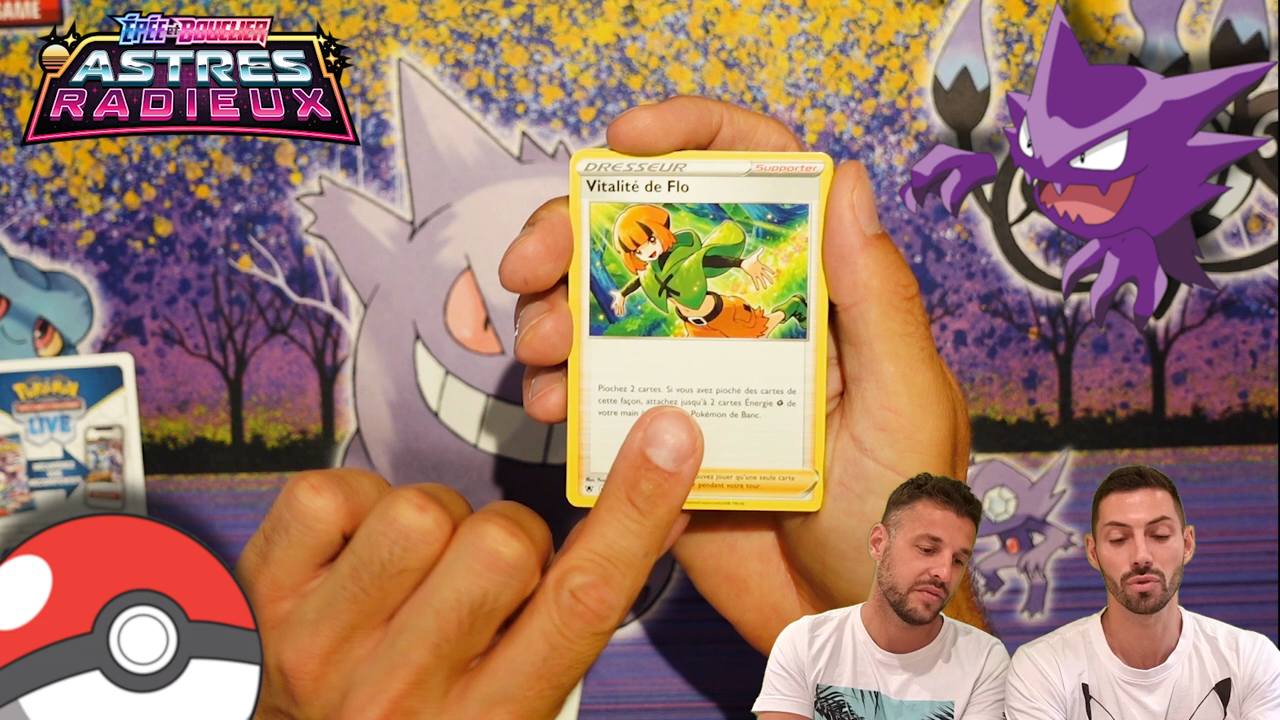 GAME
ÉPÉE et BOUCLIER
ASTRES
RADIEUX
DRESSEUR
Supporter
Vitalité de Flo
Piochez 2 cartes. Si vous avez pioché des cartes de
cette façon, attachez jusqu'à 2 cartes Énergie de
votre main
Pokémon de Banc.
ouvez jouer qu'une seule carte
pendant votre tour.
Pokémon
LIVE